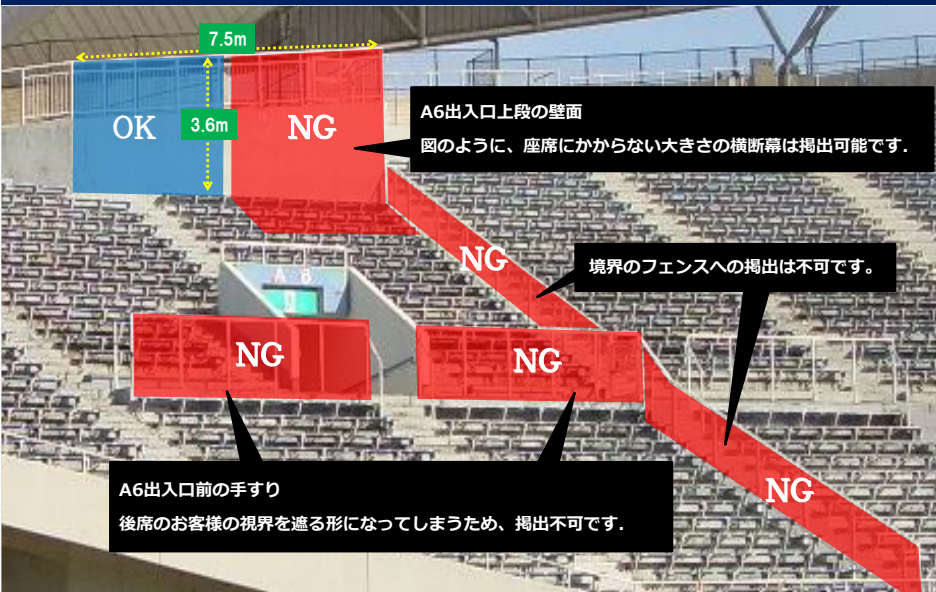 7.5m
OK
3.6m
NG
A6出入口上段の壁面
図のように、座席にかからない大きさの横断幕は掲出可能です.
NG
境界のフェンスへの掲出は不可です。
A 6
NG
NG
NG
A6出入口前の手すり
後席のお客様の視界を遮る形になってしまうため、掲出不可です.